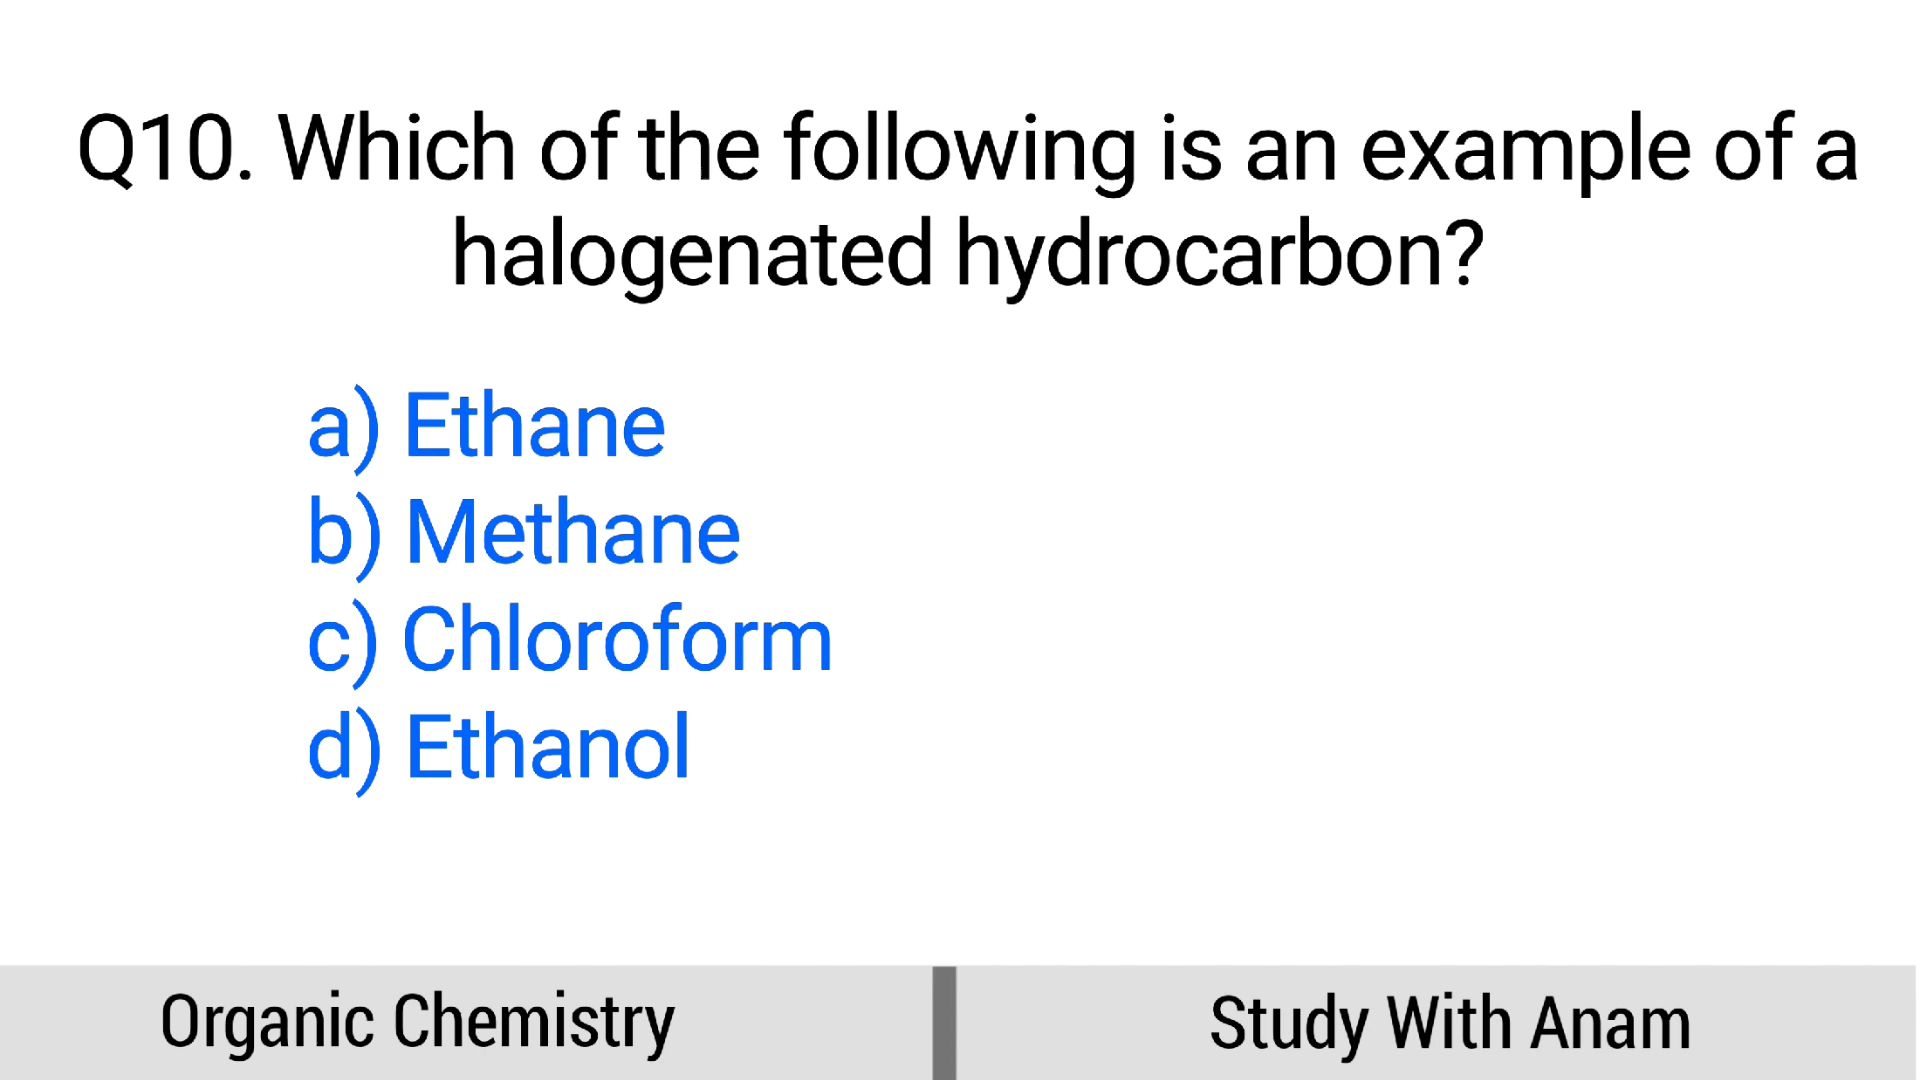 Q10. Which of the following is an example of a
halogenated hydrocarbon?
a) Ethane
b) Methane
c) Chloroform
d) Ethanol
Organic Chemistry
Study With Anam